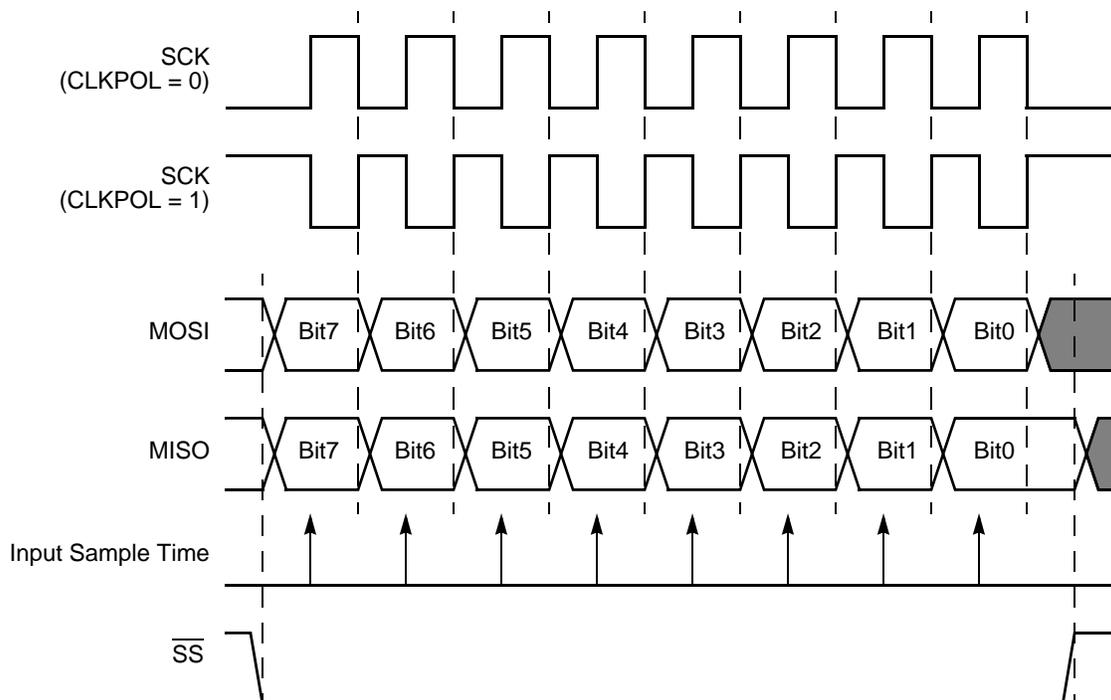 SCK
(CLKPOL = 0)
SCK
(CLKPOL = 1)
MOSI
Bit7 Bit6 Bit5 Bit4 Bit3 Bit2 Bit1 Bit0
MISO
Bit7 Bit6 Bit5 Bit4 Bit3 Bit2 Bit1 Bit0
Input Sample Time
S̅S̅